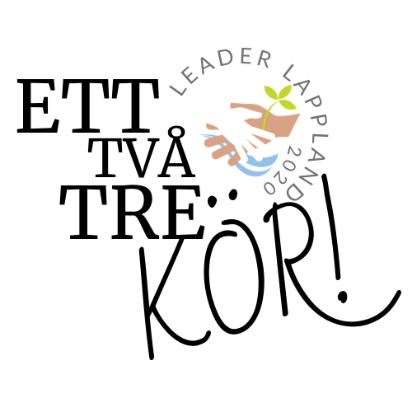 ETT
TVÅ
TRE
KÖR!
LEADER LAPPLAND
2020